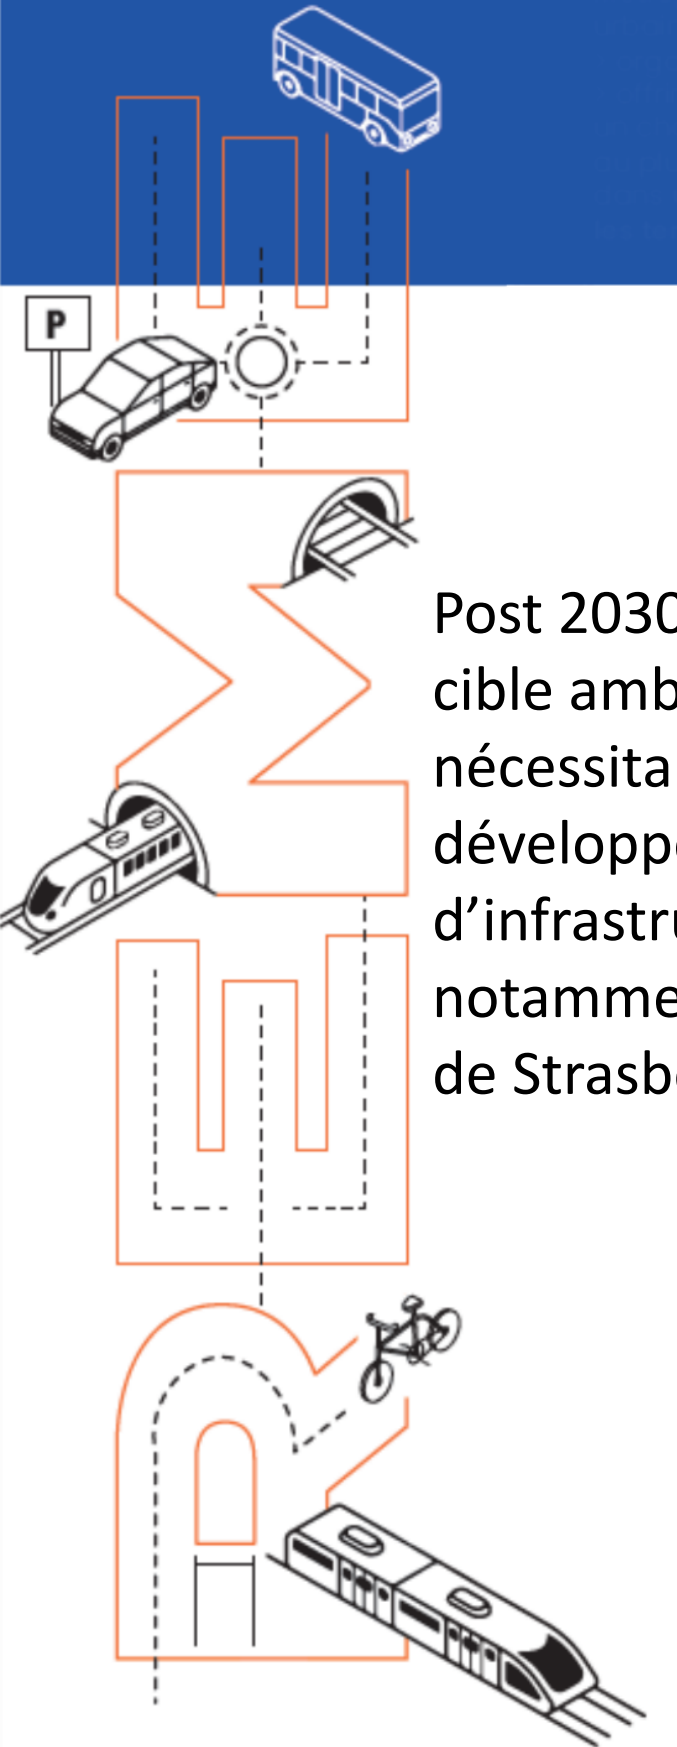 P
Post 2030
cible amb
nécessita
développe
d'infrastru
notamme
de Strasb